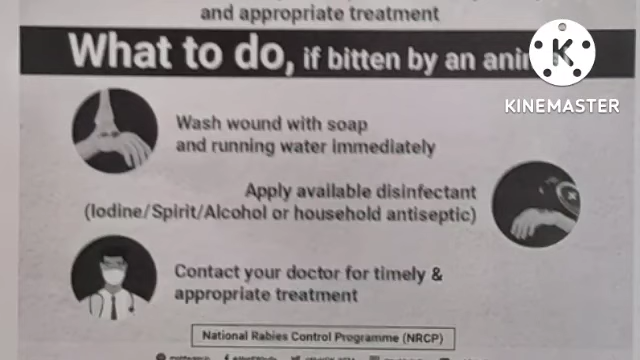 and appropriate treatment
What to do, if bitten by an
K
KINEMASTER
Wash wound with soap
and running water immediately
Apply available disinfectant
(Iodine/Spirit/Alcohol or household antiseptic)
Contact your doctor for timely &
appropriate treatment
National Rabies Control Programme (NRCP)